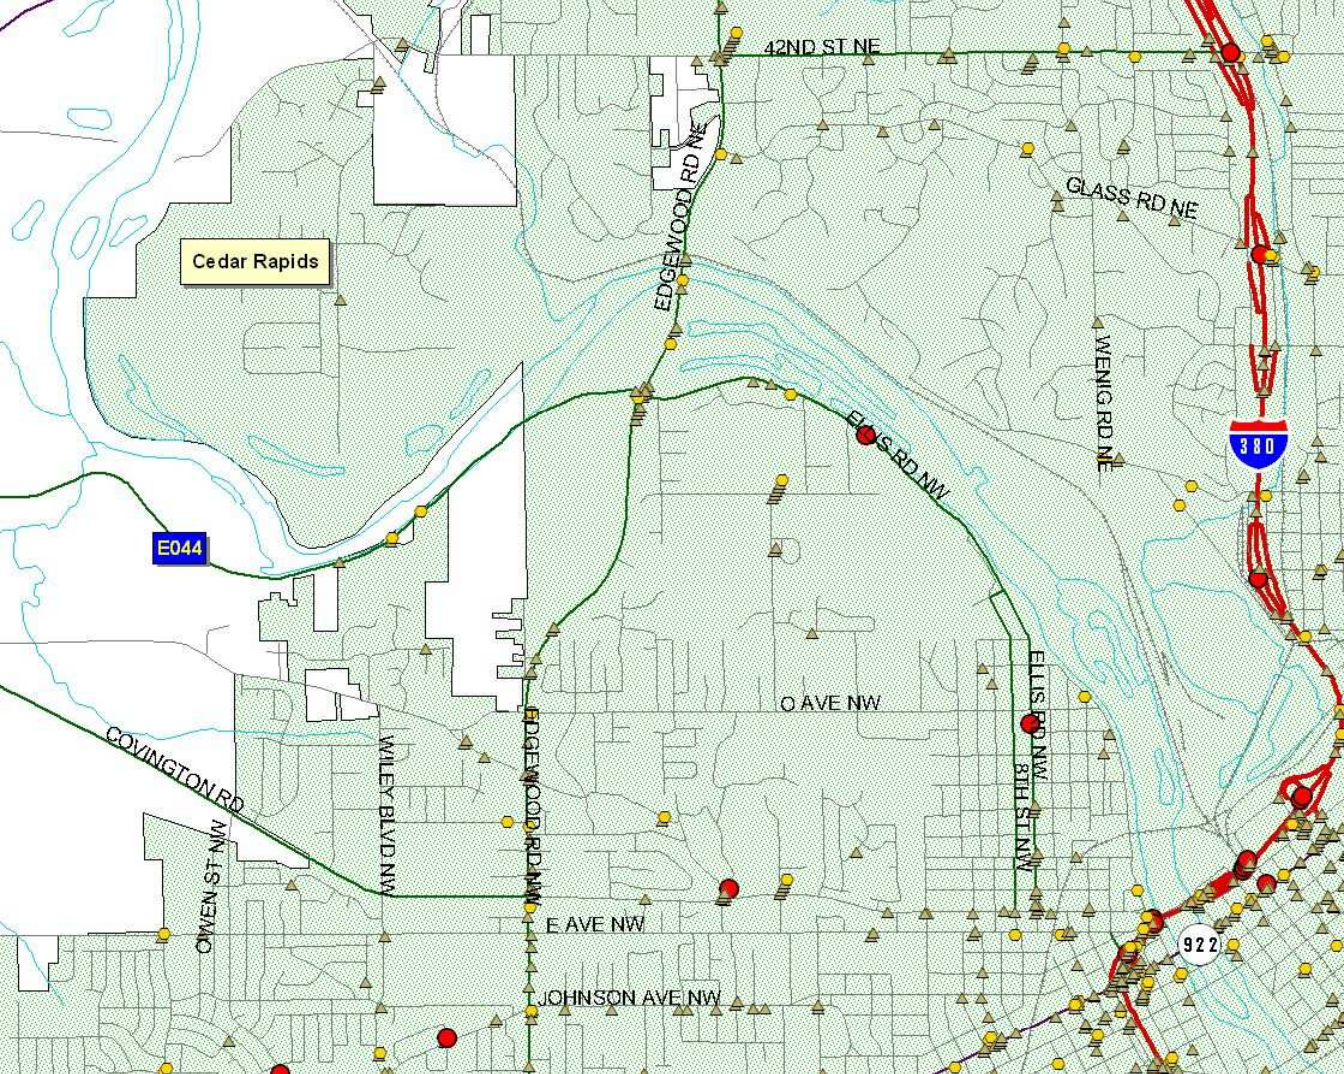 42ND ST NE
EDGEWOOD RD NE
GLASS RD NE
Cedar Rapids
WENIG RD NE
ELLIS RD NW
380
E044
O AVE NW
ELLIS RD NW
COVINGTON RD
WILEY BLVD NW
EDGEWOOD RD NW
8TH ST NW
OWEN ST NW
E AVE NW
922
JOHNSON AVE NW